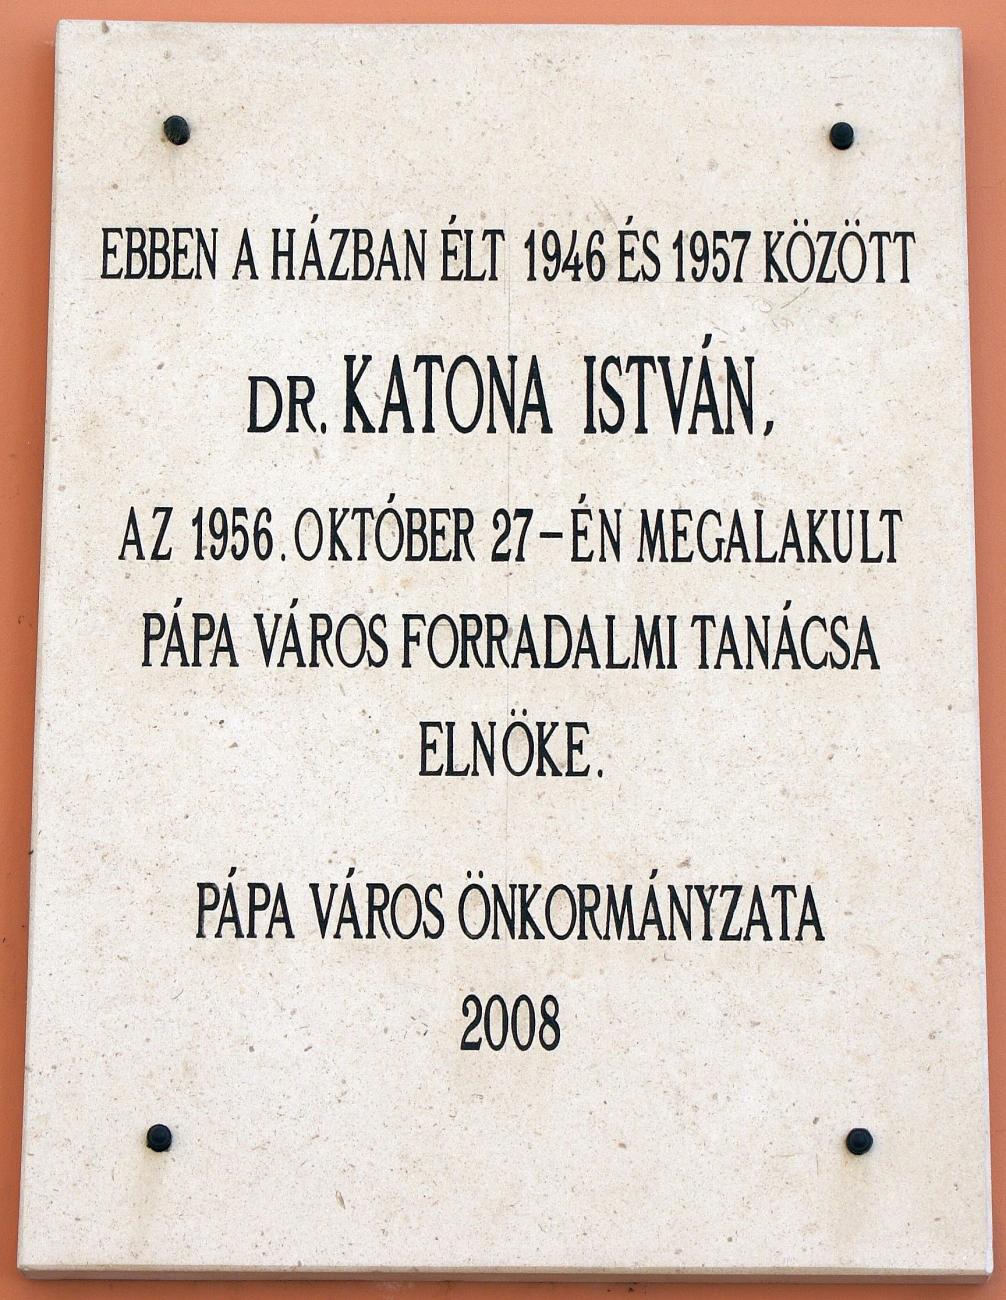 EBBEN A HÁZBAN ÉLT 1946 ÉS 1957 KÖZÖTT
DR. KATONA ISTVÁN,
AZ 1956. OKTÓBER 27-ÉN MEGALAKULT
PÁPA VÁROS FORRADALMI TANÁCSA
ELNÖKE.
PÁPA VÁROS ÖNKORMÁNYZATA
2008